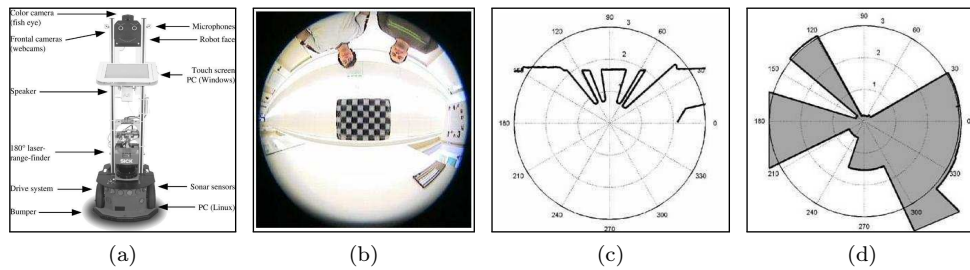 Color camera
(fish eye)
Frontal cameras
(webcams)
Speaker
180° laser-
range-finder
Drive system
Bumper
Microphones
Robot face
Touch screen
PC (Windows)
Sonar sensors
PC (Linux)
SICK
(a)
(b)
90
3
120
60
2
30
180
0
210
330
240
300
270
(c)
90
3
120
60
2
150
30
1
180
0
210
330
240
300
270
(d)